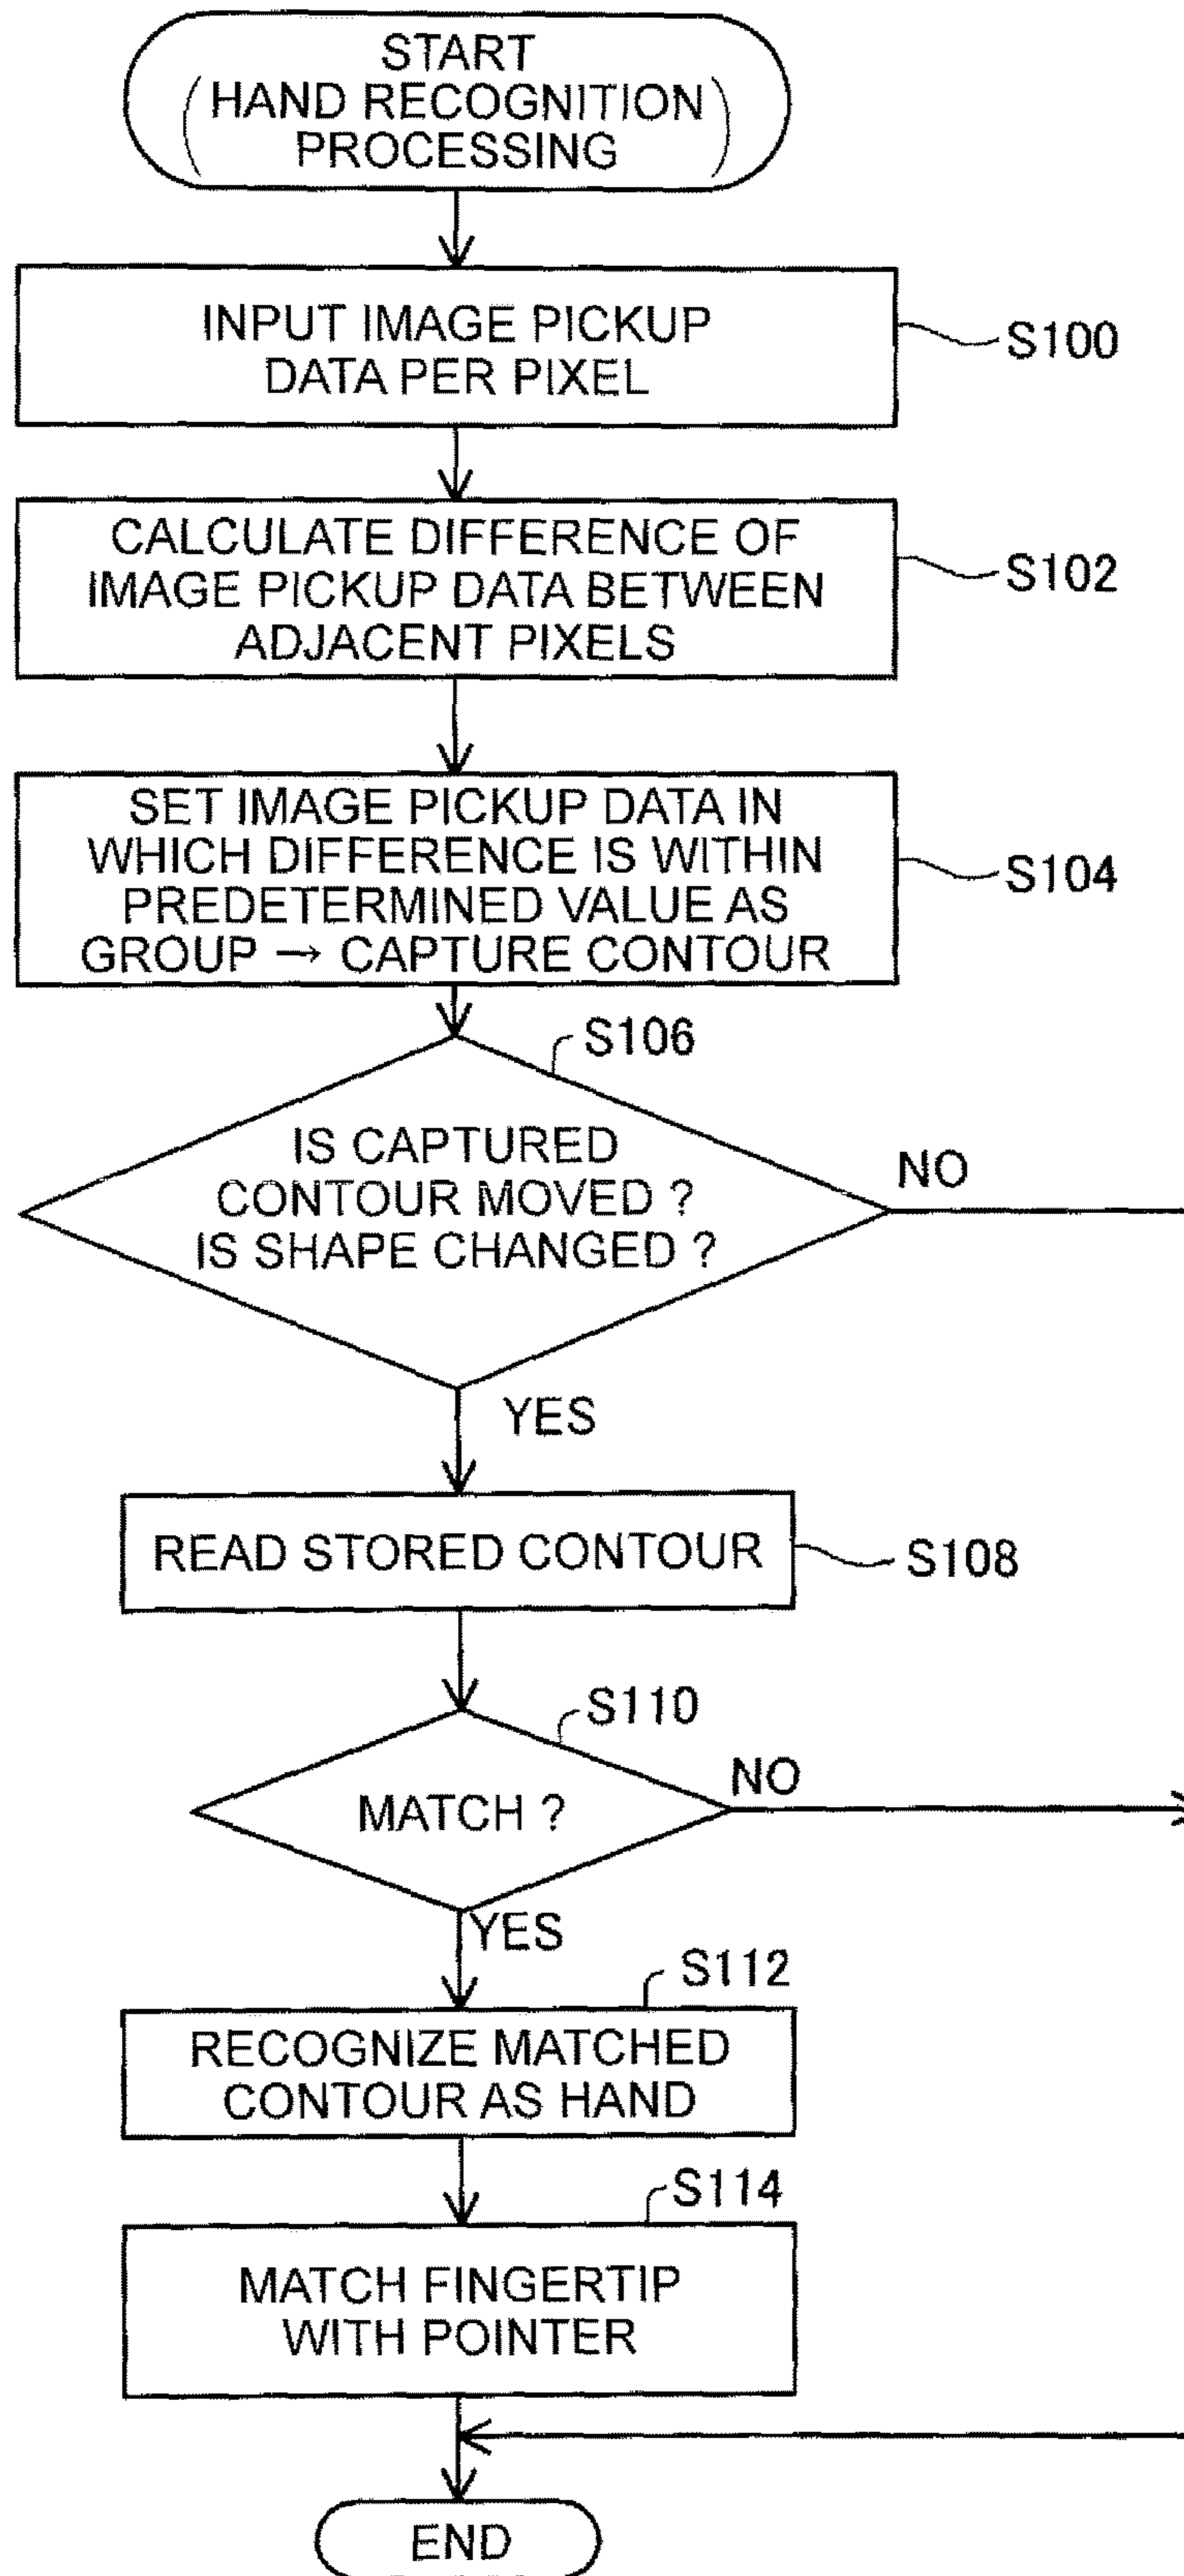 START
(HAND RECOGNITION
PROCESSING)
INPUT IMAGE PICKUP
DATA PER PIXEL
S100
CALCULATE DIFFERENCE OF
IMAGE PICKUP DATA BETWEEN
ADJACENT PIXELS
S102
SET IMAGE PICKUP DATA IN
WHICH DIFFERENCE IS WITHIN
PREDETERMINED VALUE AS
GROUP → CAPTURE CONTOUR
S104
S106
IS CAPTURED
CONTOUR MOVED ?
IS SHAPE CHANGED ?
NO
YES
READ STORED CONTOUR
S108
S110
MATCH ?
NO
YES
S112
RECOGNIZE MATCHED
CONTOUR AS HAND
S114
MATCH FINGERTIP
WITH POINTER
END